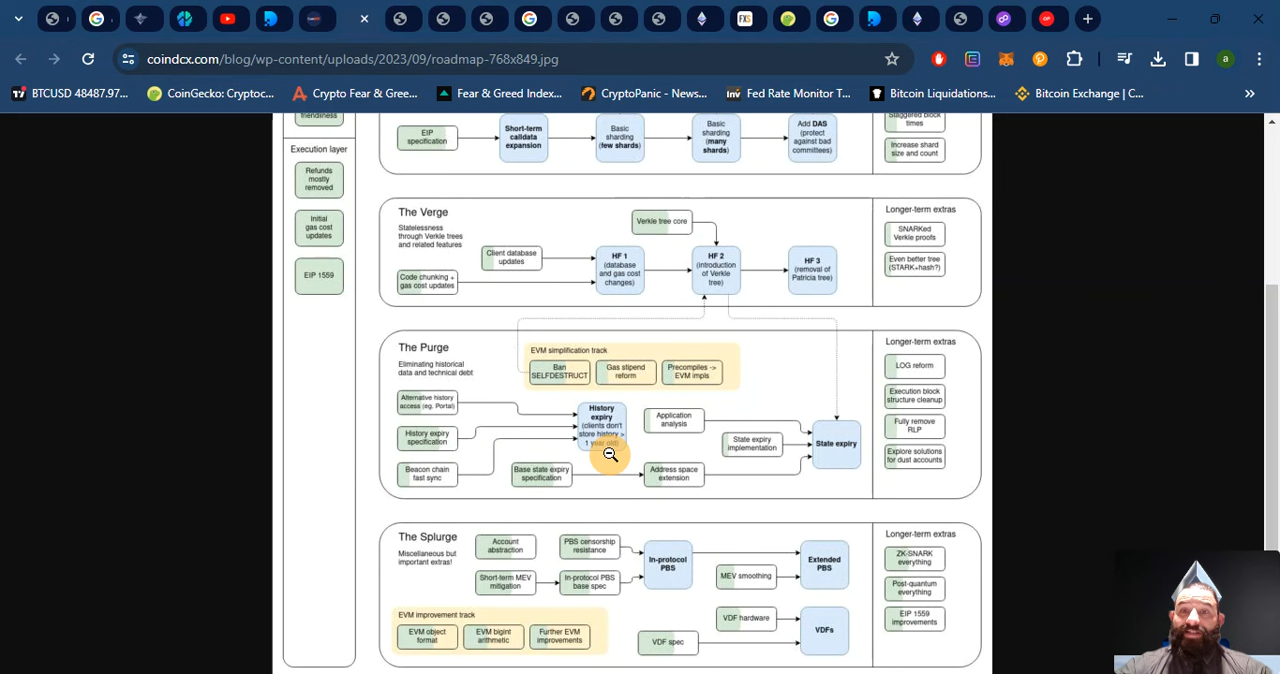 coindcx.com/blog/wp-content/uploads/2023/09/roadmap-768x849.jpg
a
BTCUSD 48487.97...
CoinGecko: Cryptoc...
Crypto Fear & Gree...
Fear & Greed Index...
CryptoPanic - News...
Fed Rate Monitor T...
Bitcoin Liquidations...
Bitcoin Exchange | C...
friendliness
Execution layer
Refunds
mostly
removed
Initial
gas cost
updates
EIP 1559
EIP
specification
Short-term
calldata
expansion
Basic
sharding
(few shards)
Basic
sharding
(many
shards)
Add DAS
(protect
against bad
committees)
Staggered block
times
Increase shard
size and count
The Verge
Statelessness
through Verkle trees
and related features
Verkle tree core
Client database
updates
Code chunking +
gas cost updates
HF 1
(database
and gas cost
changes)
HF 2
(introduction
of Verkle
tree)
HF 3
(removal of
Patricia tree)
Longer-term extras
SNARKed
Verkle proofs
Even better tree
(STARK+hash?)
The Purge
Eliminating historical
data and technical debt
EVM simplification track
Ban
SELFDESTRUCT
Gas stipend
reform
Precompiles ->
EVM impls
Alternative history
access (eg. Portal)
History expiry
specification
Beacon chain
fast sync
History
expiry
(clients don't
store history >
1 year old)
Base state expiry
specification
Application
analysis
State expiry
implementation
Address space
extension
State expiry
Longer-term extras
LOG reform
Execution block
structure cleanup
Fully remove
RLP
Explore solutions
for dust accounts
The Splurge
Miscellaneous but
important extras!
Account
abstraction
PBS censorship
resistance
Short-term MEV
mitigation
In-protocol PBS
base spec
In-protocol
PBS
MEV smoothing
Extended
PBS
EVM improvement track
EVM object
format
EVM bigint
arithmetic
Further EVM
improvements
VDF hardware
VDF spec
VDFs
Longer-term extras
ZK-SNARK
everything
Post-quantum
everything
EIP 1559
improvements